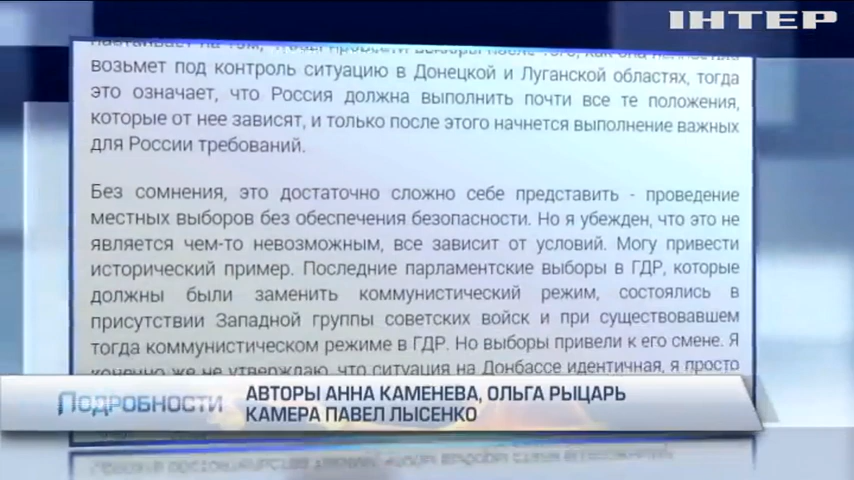 ІНТЕР
возьмет под контроль ситуацию в Донецкой и Луганской областях, тогда
это означает, что Россия должна выполнить почти все те положения,
которые от нее зависят, и только после этого начнется выполнение важных
для России требований.
Без сомнения, это достаточно сложно себе представить - проведение
местных выборов без обеспечения безопасности. Но я убежден, что это не
является чем-то невозможным, все зависит от условий. Могу привести
исторический пример. Последние парламентские выборы в ГДР, которые
должны были заменить коммунистический режим, состоялись в
присутствии Западной группы советских войск и при существовавшем
тогда коммунистическом режиме в ГДР. Но выборы привели к его смене. Я
конечно же не утверждаю, что ситуация на Донбассе идентичная, я просто
ПОДРОБНОСТИ
АВТОРЫ АННА КАМЕНЕВА, ОЛЬГА РЫЦАРЬ
КАМЕРА ПАВЕЛ ЛЫСЕНКО